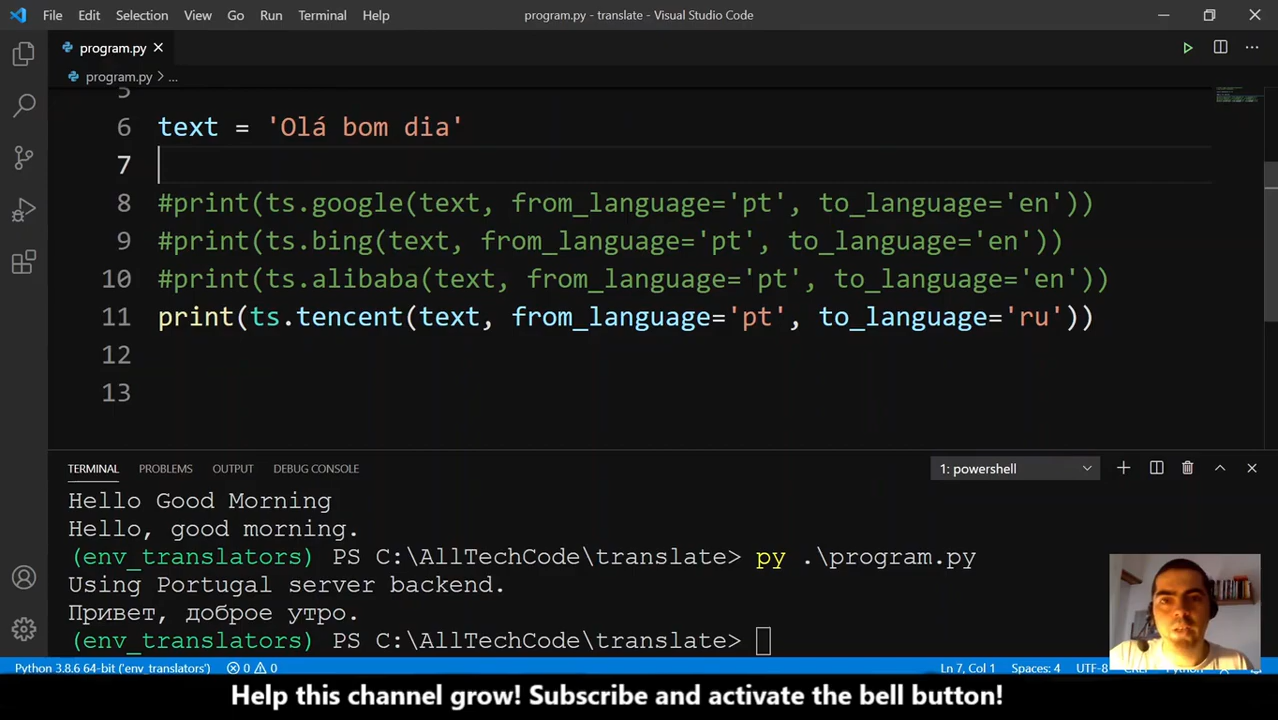 File Edit Selection View Go Run Terminal Help program.py - translate - Visual Studio Code
program.py
program.py > ...
5
6 text = 'Olá bom dia'
7
8 #print(ts.google(text, from_language='pt', to_language='en'))
9 #print(ts.bing(text, from_language='pt', to_language='en'))
10 #print(ts.alibaba(text, from_language='pt', to_language='en'))
11 print(ts.tencent(text, from_language='pt', to_language='ru'))
12
13
TERMINAL PROBLEMS OUTPUT DEBUG CONSOLE 1: powershell
Hello Good Morning
Hello, good morning.
(env_translators) PS C:\AllTechCode\translate> py .\program.py
Using Portugal server backend.
Привет, доброе утро.
(env_translators) PS C:\AllTechCode\translate>
Python 3.8.6 64-bit ('env_translators') 0 0 Ln 7, Col 1 Spaces: 4 UTF-8
Help this channel grow! Subscribe and activate the bell button!